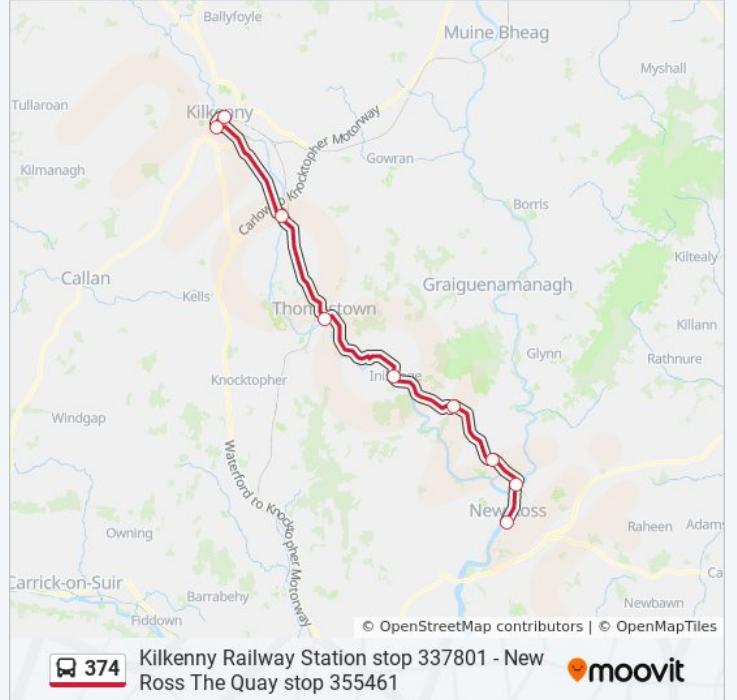 Ballyfoyle
Muine Bheag
Myshall
Tullaroan
Kilkenny
Carlow to Knocktopher Motorway
Gowran
Kilmanagh
Borris
Kiltealy
Callan
Kells
Graiguenamanagh
Thomastown
Killann
Glynn
Rathnure
Inistioge
Knocktopher
Windgap
Waterford to Knocktopher Motorway
New Ross
Raheen
Adams
Owning
Carrick-on-Suir
Ca
Barrabehy
Newbawn
Fiddown
© OpenStreetMap contributors | © OpenMapTiles
374
Kilkenny Railway Station stop 337801 - New
Ross The Quay stop 355461
moovit